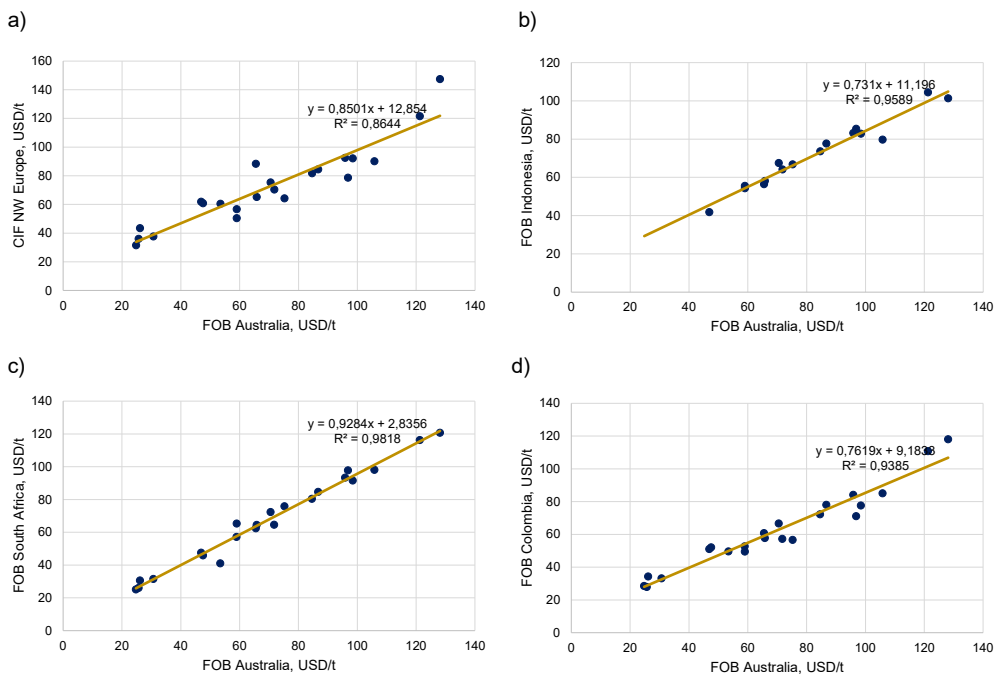 a)
160
140
120
100
80
60
40
20
0
CIF NW Europe, USD/t
y = 0,8501x + 12,854
R² = 0,8644
0 20 40 60 80 100 120 140
FOB Australia, USD/t
b)
120
100
80
60
40
20
0
FOB Indonesia, USD/t
y = 0,731x + 11,196
R² = 0,9589
0 20 40 60 80 100 120 140
FOB Australia, USD/t
c)
140
120
100
80
60
40
20
0
FOB South Africa, USD/t
y = 0,9284x + 2,8356
R² = 0,9818
0 20 40 60 80 100 120 140
FOB Australia, USD/t
d)
140
120
100
80
60
40
20
0
FOB Colombia, USD/t
y = 0,7619x +
R² = 0,9385
0 20 40 60 80 100 120 140
FOB Australia, USD/t